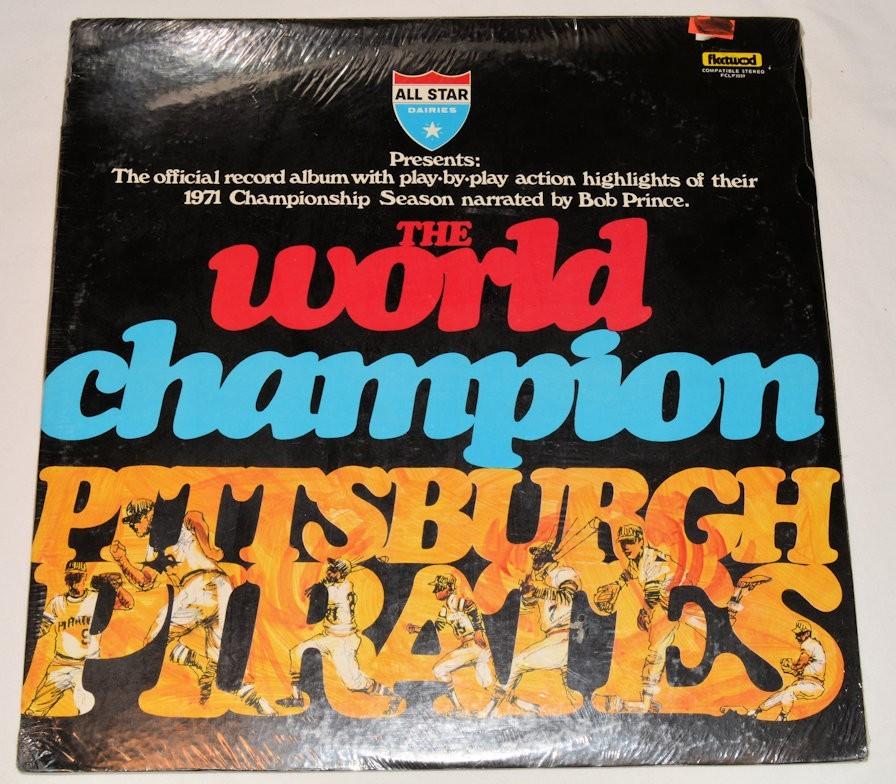 fleetwood
COMPATIBLE STEREO
ALL STAR
DAIRIES
Presents:
The official record album with play-by-play action highlights of their
1971 Championship Season narrated by Bob Prince.
THE
world
champion
PITTSBURGH
PIRATES